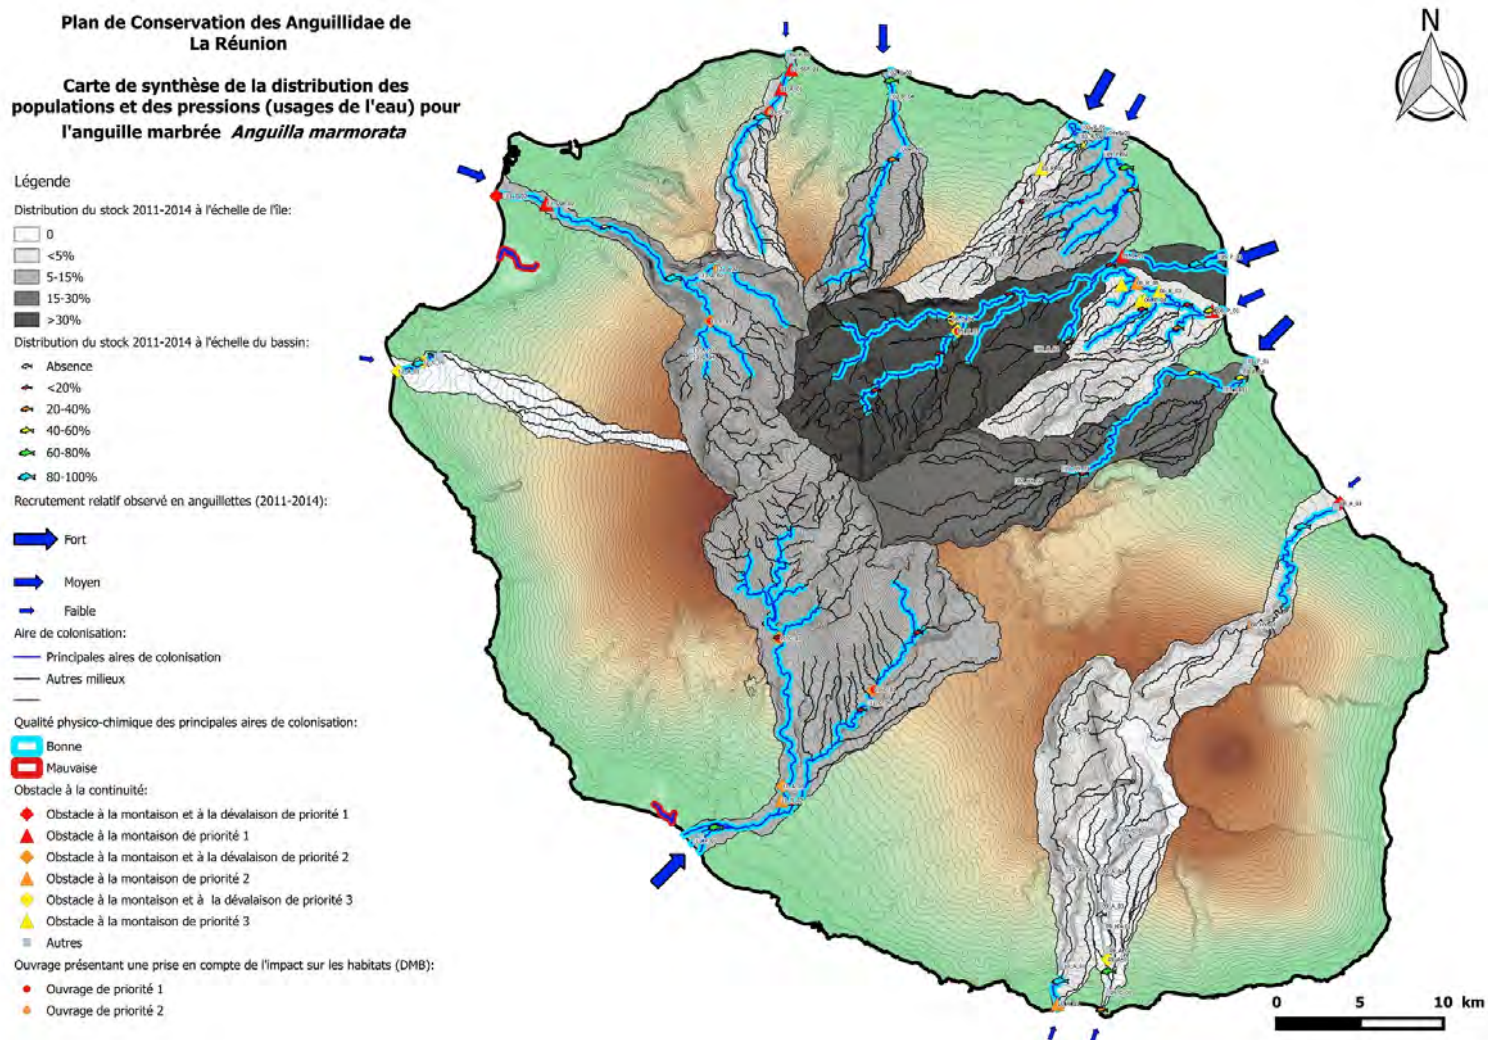 Plan de Conservation des Anguillidae de
La Réunion
Carte de synthèse de la distribution des
populations et des pressions (usages de l'eau) pour
l'anguille marbrée Anguilla marmorata
N
Légende
Distribution du stock 2011-2014 à l'échelle de l'île:
0
<5%
5-15%
15-30%
>30%
Distribution du stock 2011-2014 à l'échelle du bassin:
Absence
<20%
20-40%
40-60%
60-80%
80-100%
Recrutement relatif observé en anguillettes (2011-2014):
Fort
Moyen
Faible
Aire de colonisation:
Principales aires de colonisation
Autres milieux
Qualité physico-chimique des principales aires de colonisation:
Bonne
Mauvaise
Obstacle à la continuité:
Obstacle à la montaison et à la dévalaison de priorité 1
Obstacle à la montaison de priorité 1
Obstacle à la montaison et à la dévalaison de priorité 2
Obstacle à la montaison de priorité 2
Obstacle à la montaison et à la dévalaison de priorité 3
Obstacle à la montaison de priorité 3
Autres
Ouvrage présentant une prise en compte de l'impact sur les habitats (DMB):
Ouvrage de priorité 1
Ouvrage de priorité 2
0 5 10 km